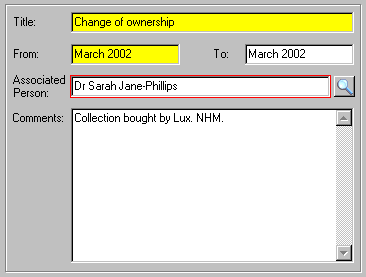 Title: Change of ownership
From: March 2002 To: March 2002
Associated
Person: Dr Sarah Jane-Phillips
Comments: Collection bought by Lux. NHM.